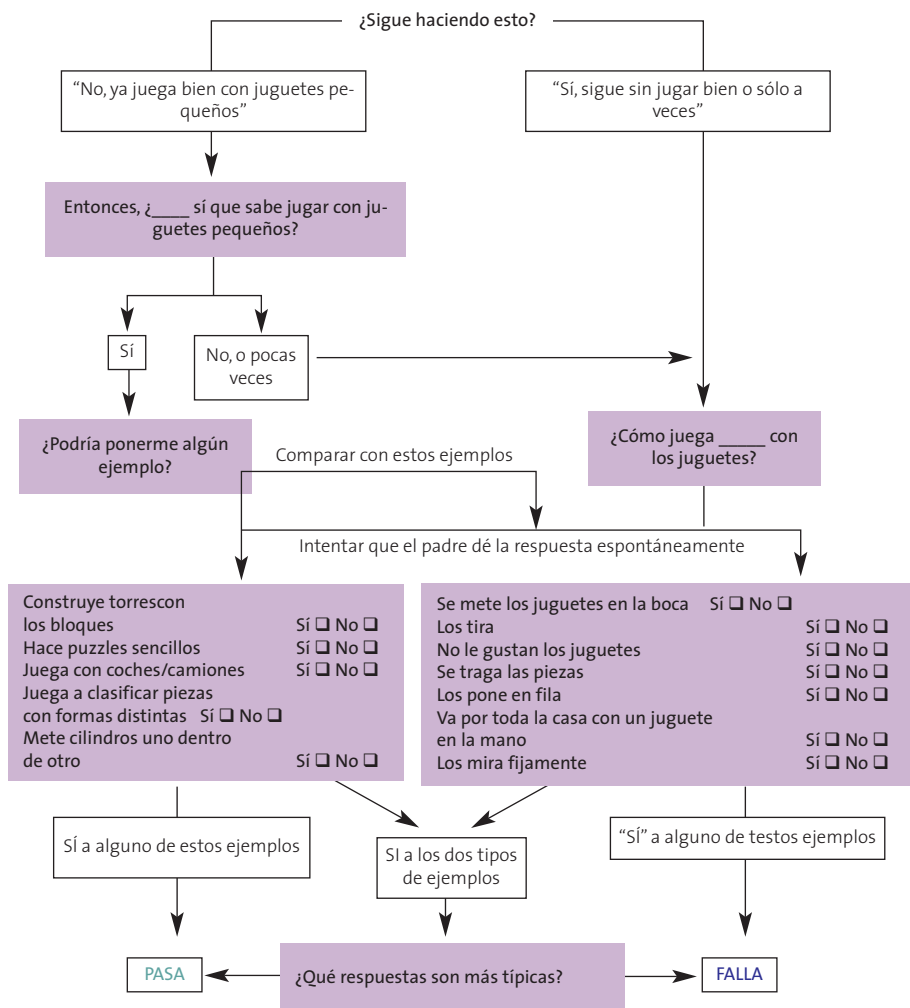 ¿Sigue haciendo esto?
“No, ya juega bien con juguetes pe-
queños”
“Sí, sigue sin jugar bien o sólo a
veces”
Entonces, ¿____ sí que sabe jugar con ju-
guetes pequeños?
Sí
No, o pocas
veces
¿Podría ponerme algún
ejemplo?
¿Cómo juega _____ con
los juguetes?
Comparar con estos ejemplos
Intentar que el padre dé la respuesta espontáneamente
Construye torrescon
los bloques Sí ❑ No ❑
Hace puzzles sencillos Sí ❑ No ❑
Juega con coches/camiones Sí ❑ No ❑
Juega a clasificar piezas
con formas distintas Sí ❑ No ❑
Mete cilindros uno dentro
de otro Sí ❑ No ❑
Se mete los juguetes en la boca Sí ❑ No ❑
Los tira Sí ❑ No ❑
No le gustan los juguetes Sí ❑ No ❑
Se traga las piezas Sí ❑ No ❑
Los pone en fila Sí ❑ No ❑
Va por toda la casa con un juguete
en la mano Sí ❑ No ❑
Los mira fijamente Sí ❑ No ❑
SÍ a alguno de estos ejemplos
SI a los dos tipos
de ejemplos
“SÍ” a alguno de testos ejemplos
PASA
¿Qué respuestas son más típicas?
FALLA